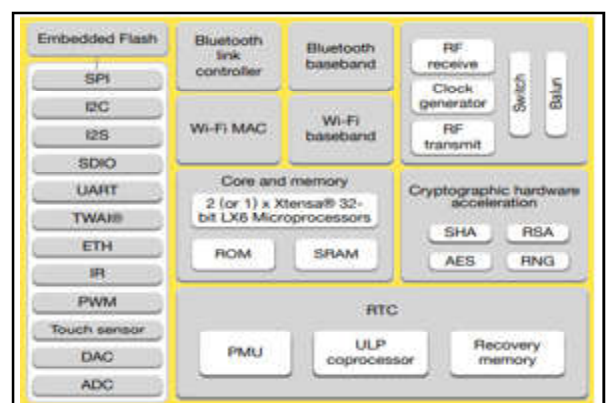 Embedded Flash
SPI
I2C
I2S
SDIO
UART
TWAI®
ETH
IR
PWM
Touch sensor
DAC
ADC
Bluetooth
link
controller
Bluetooth
baseband
Wi-Fi MAC
Wi-Fi
baseband
RF
receive
Clock
generator
RF
transmit
Switch
Balun
Core and memory
2 (or 1) x Xtensa® 32-
bit LX6 Microprocessors
ROM
SRAM
Cryptographic hardware
acceleration
SHA
RSA
AES
RNG
RTC
PMU
ULP
coprocessor
Recovery
memory